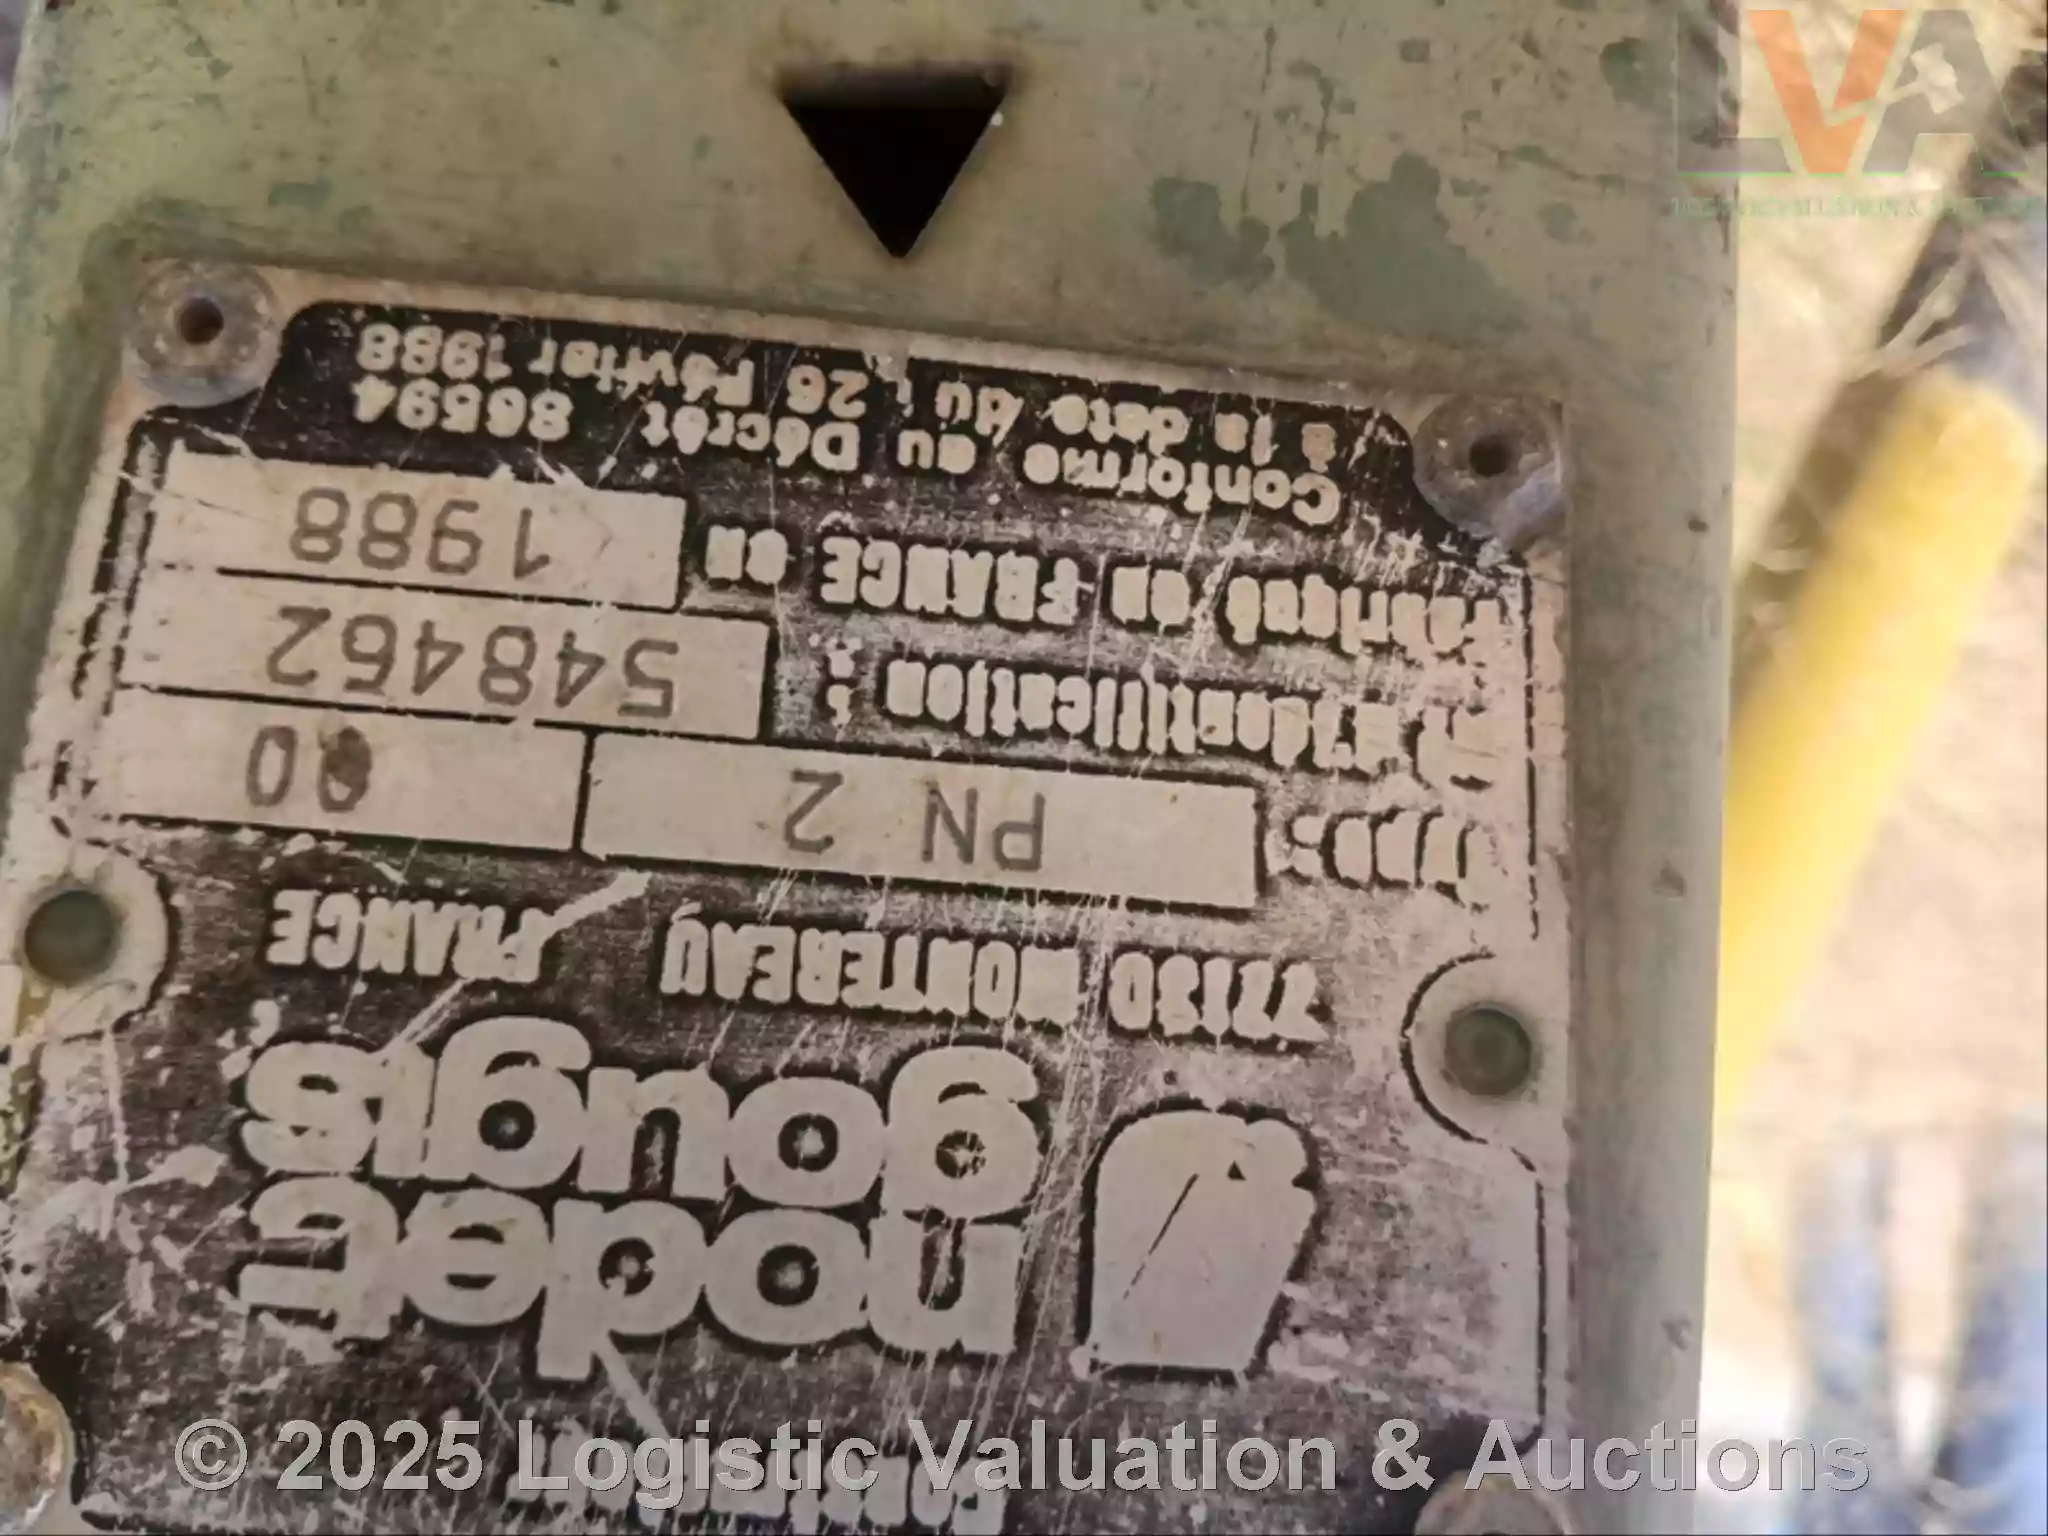 nodet
gougis
77130 MONTEREAU FRANCE
Type: PN 2 00
N° d'identification : 548462
Fabriqué en FRANCE en 1988
Conforme au Décret 86594
à la date du : 26 Février 1988
LVA
© 2025 Logistic Valuation & Auctions